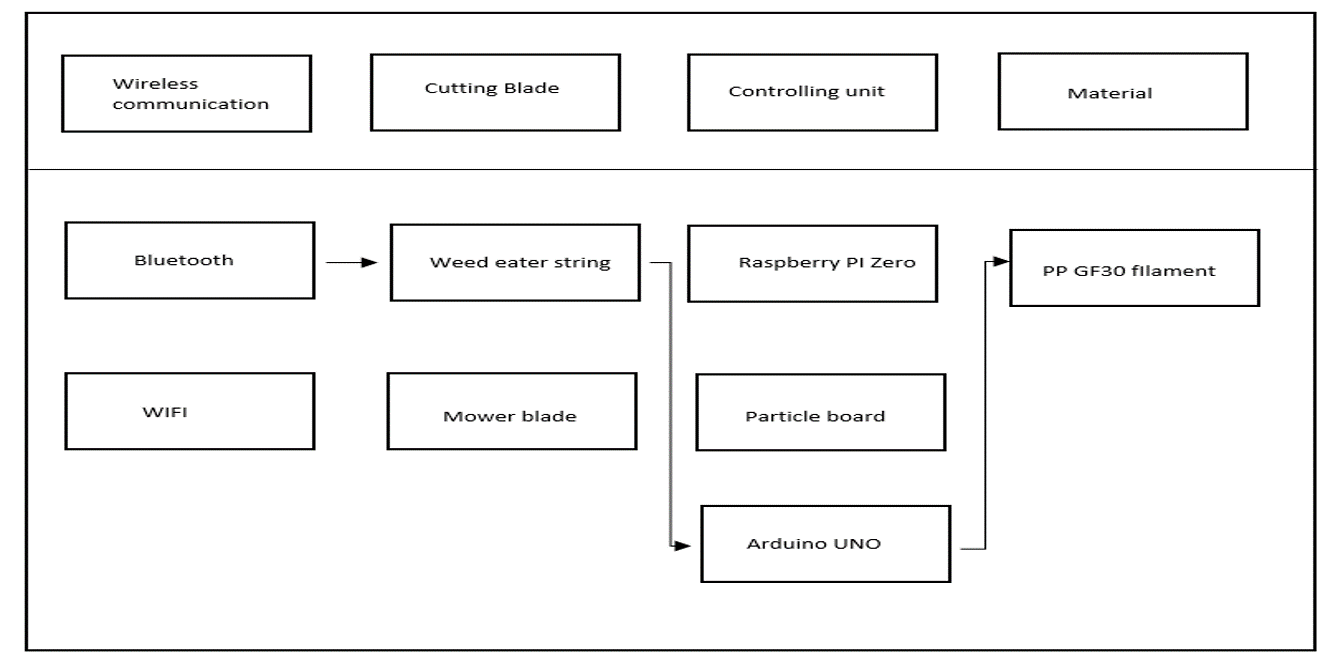 Wireless
communication
Cutting Blade
Controlling unit
Material
Bluetooth
Weed eater string
Raspberry PI Zero
PP GF30 fIlament
WIFI
Mower blade
Particle board
Arduino UNO